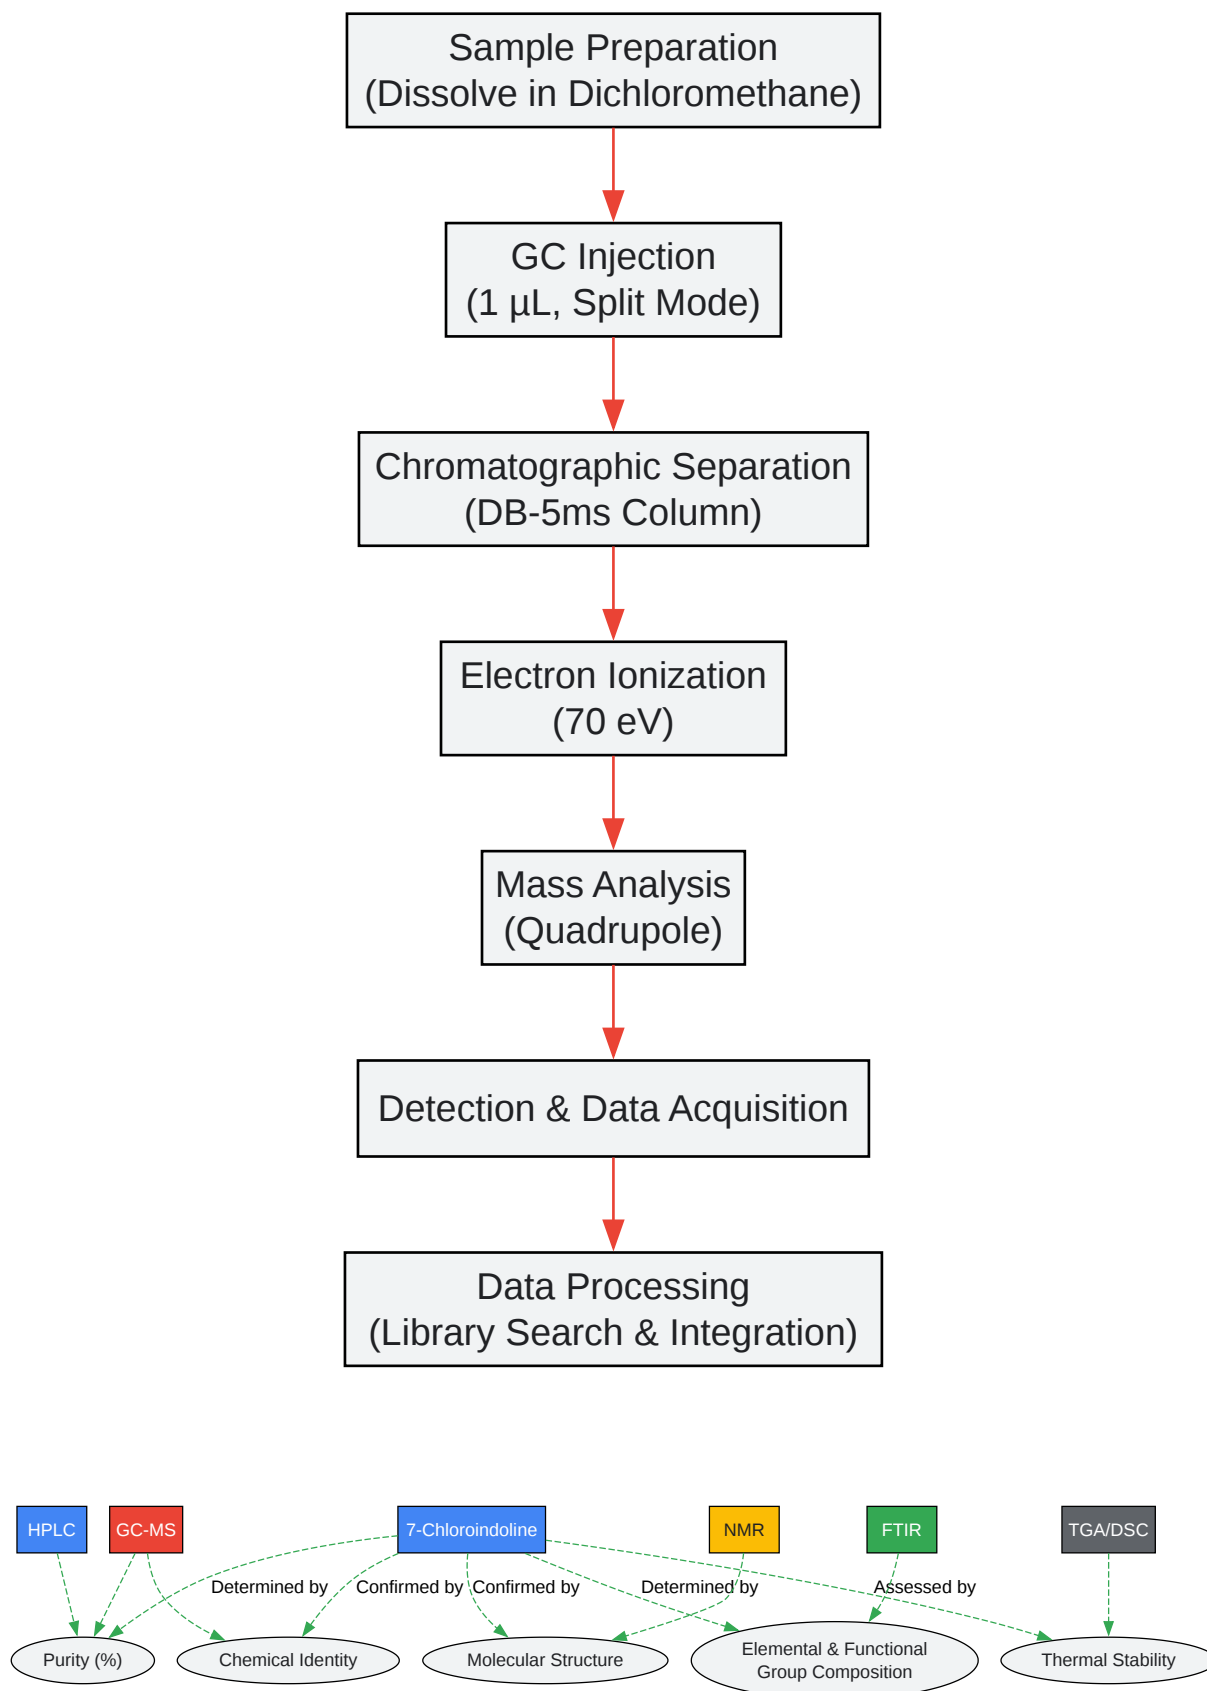 Sample Preparation
(Dissolve in Dichloromethane)
GC Injection
(1 µL, Split Mode)
Chromatographic Separation
(DB-5ms Column)
Electron Ionization
(70 eV)
Mass Analysis
(Quadrupole)
Detection & Data Acquisition
Data Processing
(Library Search & Integration)
HPLC
GC-MS
7-Chloroindoline
NMR
FTIR
TGA/DSC
Determined by
Confirmed by
Confirmed by
Determined by
Assessed by
Purity (%)
Chemical Identity
Molecular Structure
Elemental & Functional
Group Composition
Thermal Stability